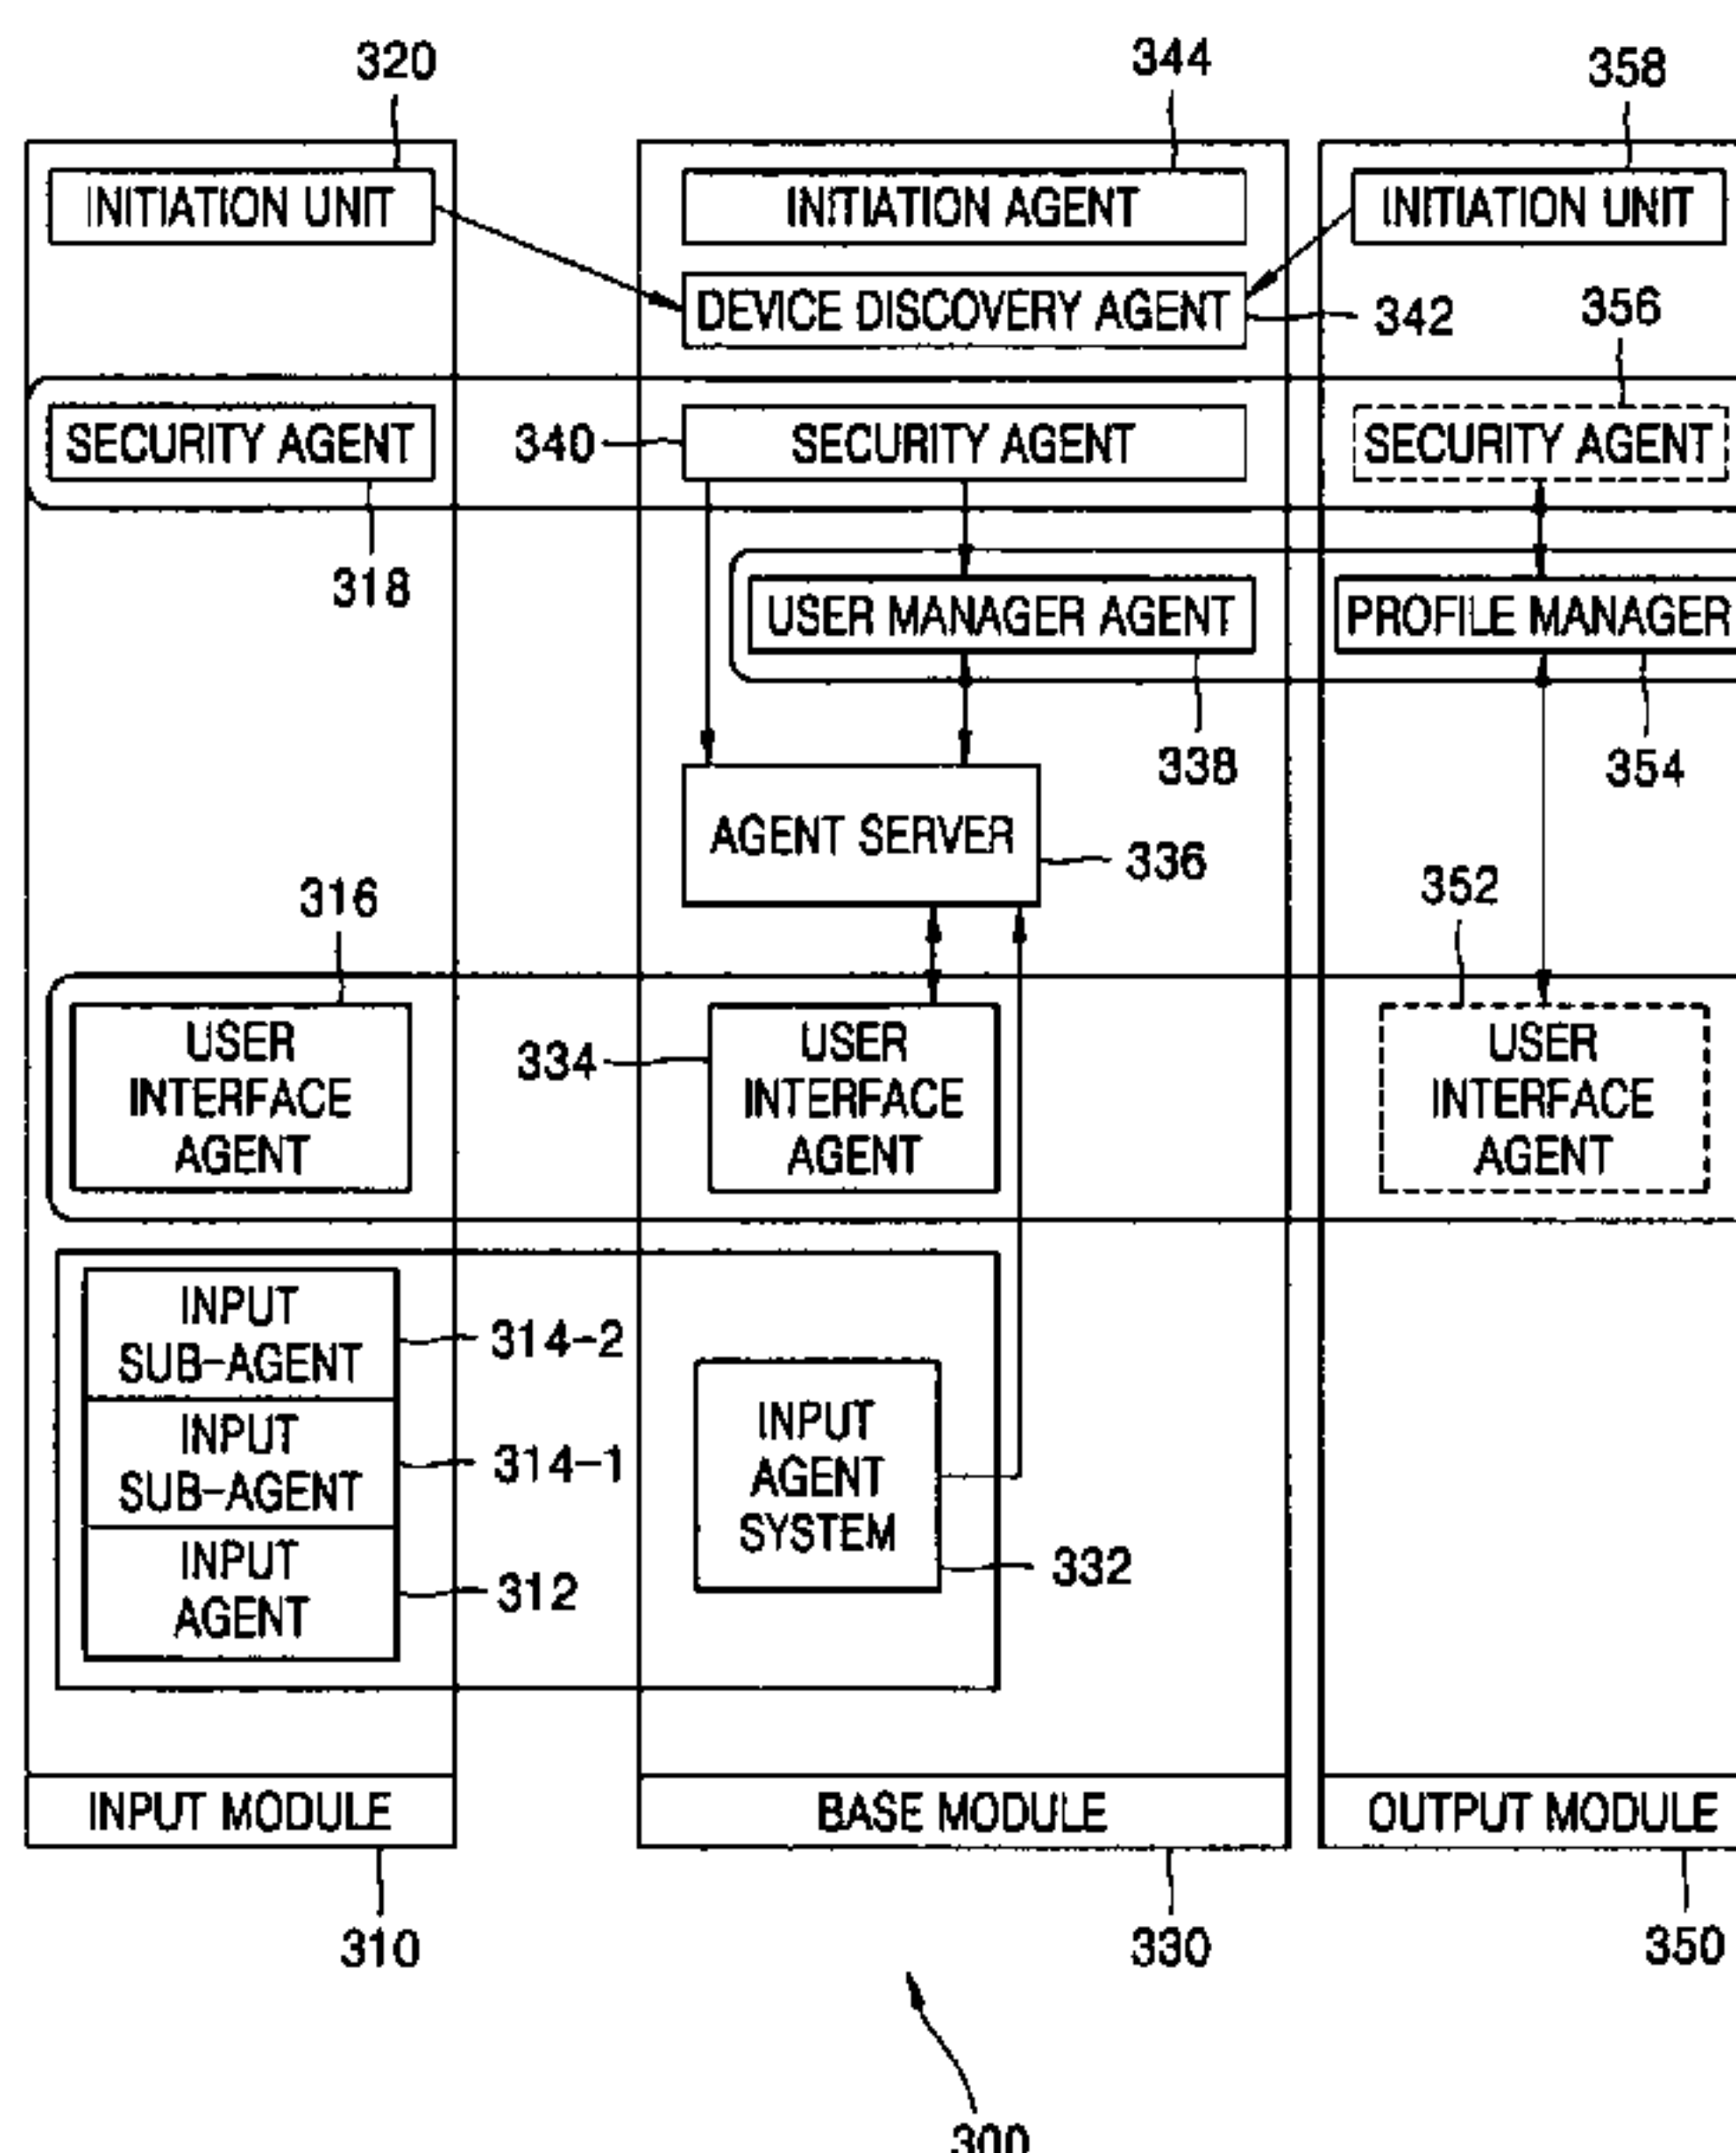 320
344
358
INITIATION UNIT
INITIATION AGENT
INITIATION UNIT
DEVICE DISCOVERY AGENT
342
356
SECURITY AGENT
340
SECURITY AGENT
SECURITY AGENT
318
USER MANAGER AGENT
PROFILE MANAGER
338
354
AGENT SERVER
336
316
352
USER
INTERFACE
AGENT
334
USER
INTERFACE
AGENT
USER
INTERFACE
AGENT
INPUT
SUB-AGENT
314-2
INPUT
SUB-AGENT
314-1
INPUT
AGENT
312
INPUT
AGENT
SYSTEM
332
INPUT MODULE
BASE MODULE
OUTPUT MODULE
310
330
350
300